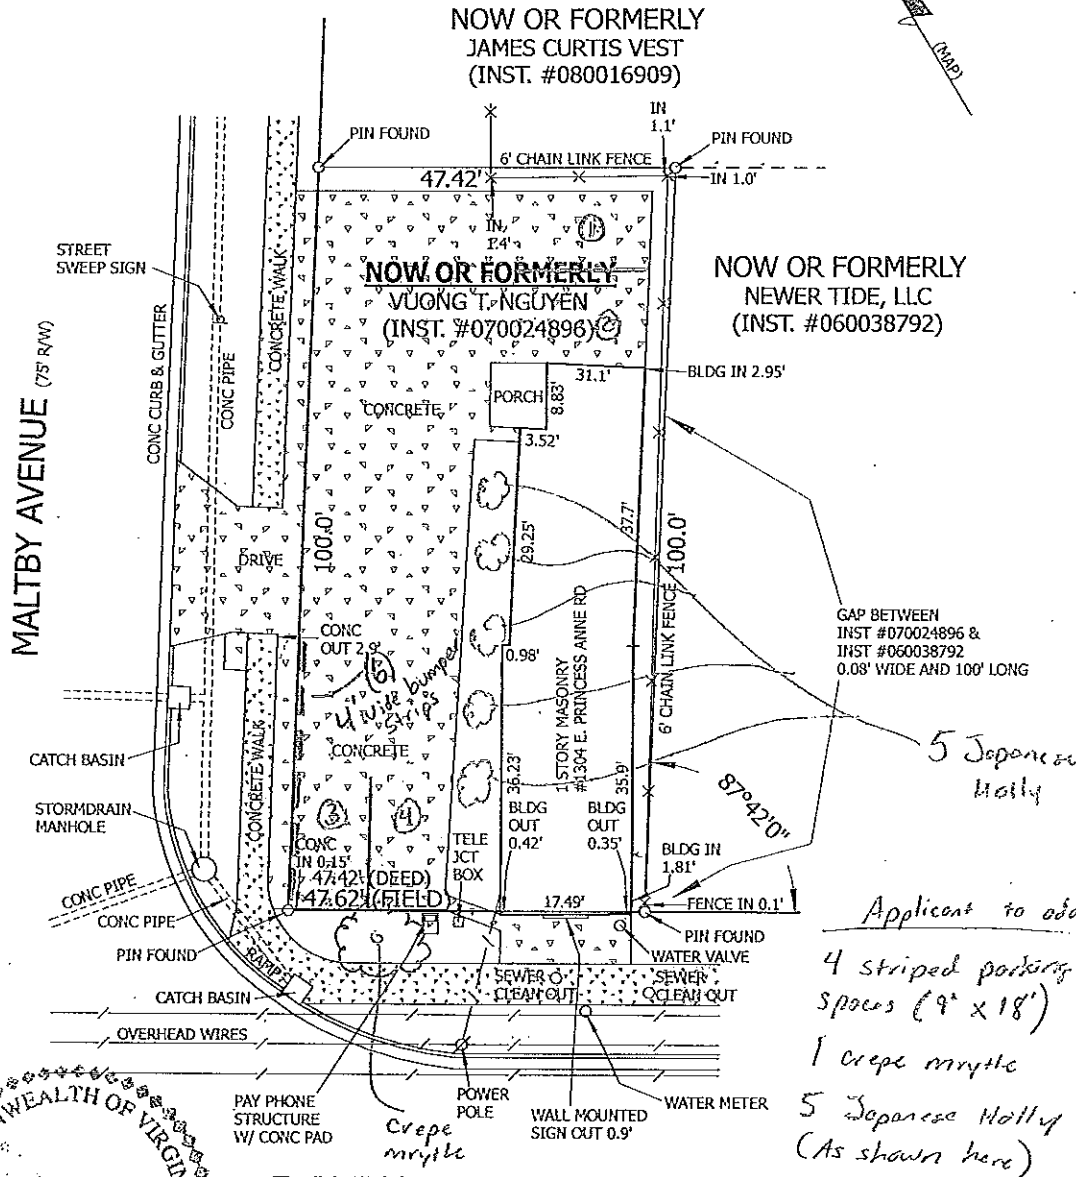 NOW OR FORMERLY
JAMES CURTIS VEST
(INST. #080016909)
(MAP)
PIN FOUND
IN
1.1'
PIN FOUND
6' CHAIN LINK FENCE
47.42'
IN 1.0'
IN
1.4'
1
STREET
SWEEP SIGN
CONCRETE WALK
NOW OR FORMERLY
VUONG T. NGUYEN
(INST. #070024896)
2
NOW OR FORMERLY
NEWER TIDE, LLC
(INST. #060038792)
MALTBY AVENUE (75' R/W)
CONC CURB & GUTTER
CONC PIPE
31.1'
BLDG IN 2.95'
PORCH
8.83'
CONCRETE
3.52'
29.25'
37.7'
100.0'
100.0'
DRIVE
6' CHAIN LINK FENCE
1 STORY MASONRY
#1304 E. PRINCESS ANNE RD
GAP BETWEEN
INST #070024896 &
INST #060038792
0.08' WIDE AND 100' LONG
CONC
OUT 2.9'
0.98'
(6)
4" wide bumper
strips
CONCRETE
CONCRETE WALK
CATCH BASIN
5 Japanese
Holly
36.23'
35.9'
87°42'0"
STORMDRAIN
MANHOLE
3
4
BLDG
OUT
0.42'
BLDG
OUT
0.35'
CONC
IN 0.15'
TELE
JCT
BOX
BLDG IN
1.81'
47.42' (DEED)
47.62' (FIELD)
17.49'
FENCE IN 0.1'
CONC PIPE
CONC PIPE
PIN FOUND
PIN FOUND
WATER VALVE
RAMP
SEWER
CLEAN OUT
SEWER
CLEAN OUT
CATCH BASIN
OVERHEAD WIRES
PAY PHONE
STRUCTURE
W/ CONC PAD
Crepe
mrytle
POWER
POLE
WALL MOUNTED
SIGN OUT 0.9'
WATER METER
Applicant to add
4 striped parking
spaces (9' x 18')
1 crepe mrytle
5 Japanese Holly
(As shown here)
WEALTH OF VIRGIN